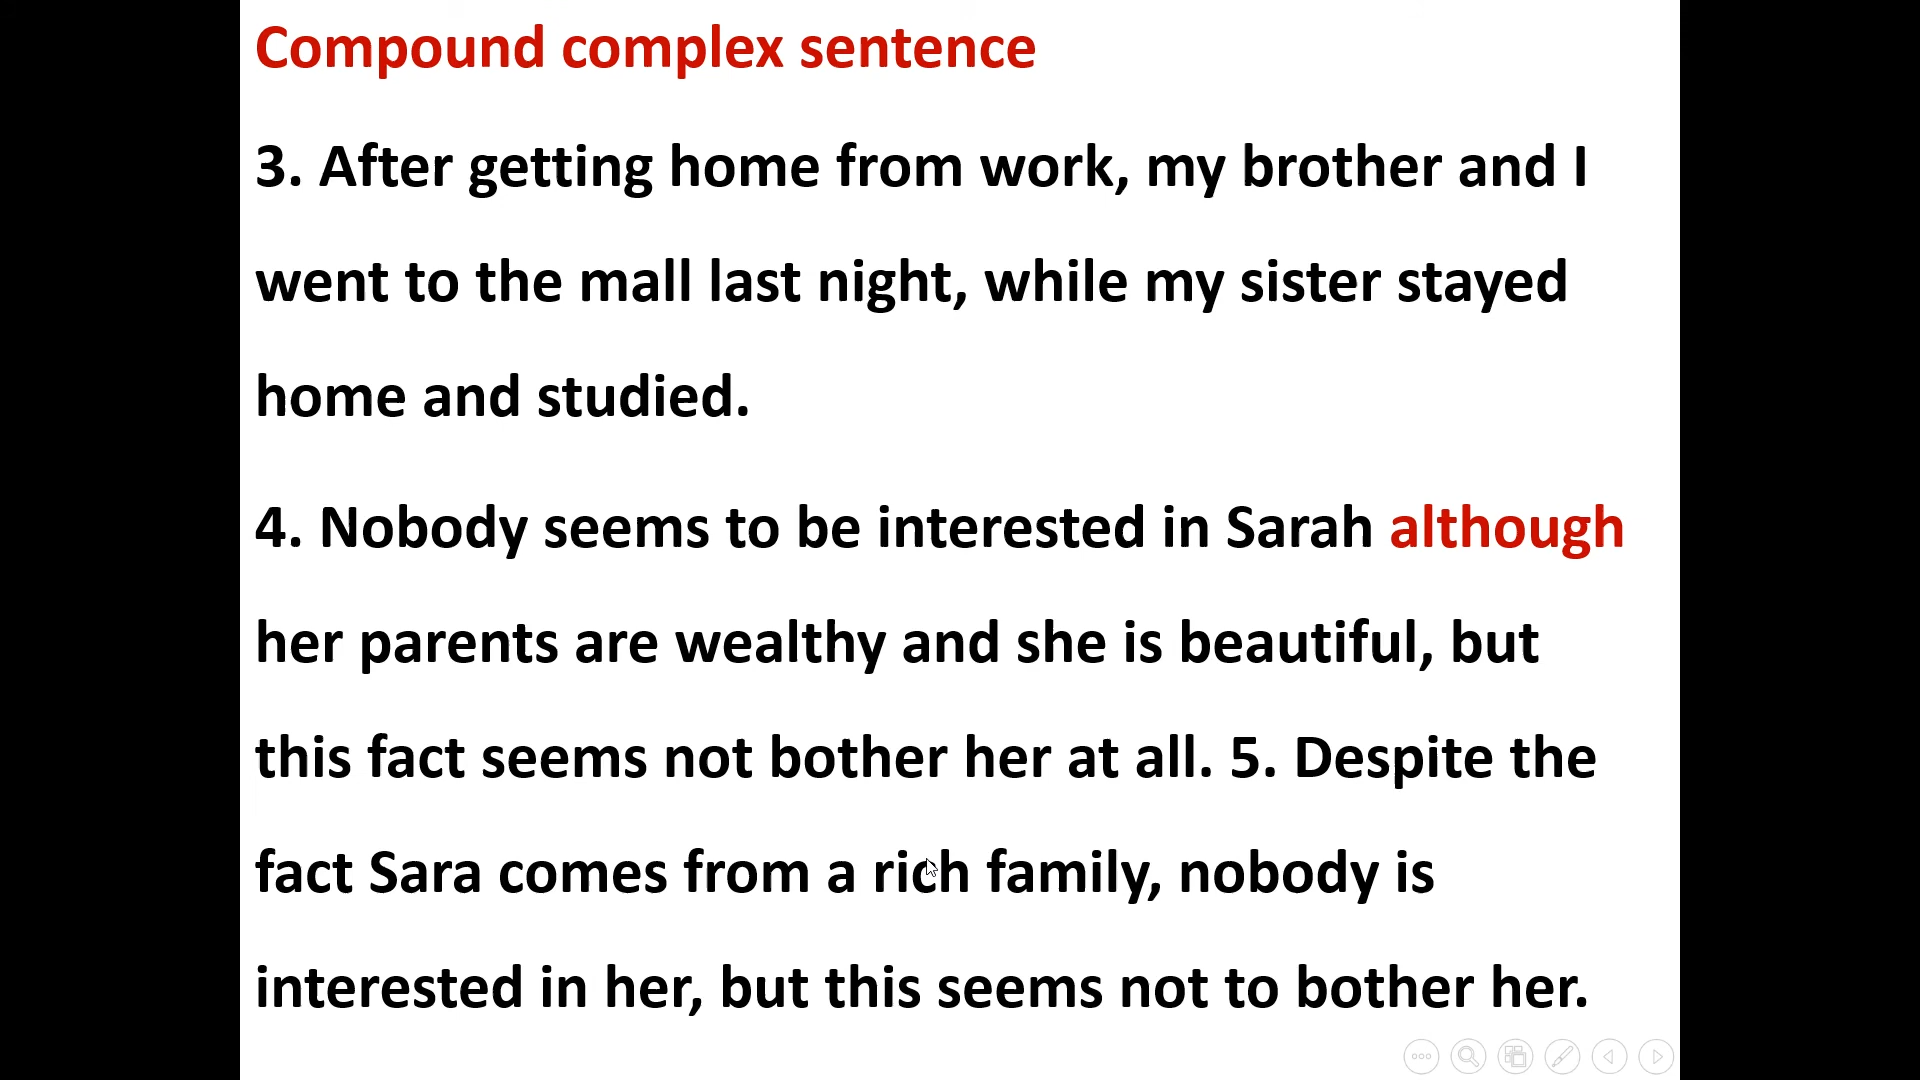 Compound complex sentence
3. After getting home from work, my brother and I
went to the mall last night, while my sister stayed
home and studied.
4. Nobody seems to be interested in Sarah although
her parents are wealthy and she is beautiful, but
this fact seems not bother her at all. 5. Despite the
fact Sara comes from a rich family, nobody is
interested in her, but this seems not to bother her.